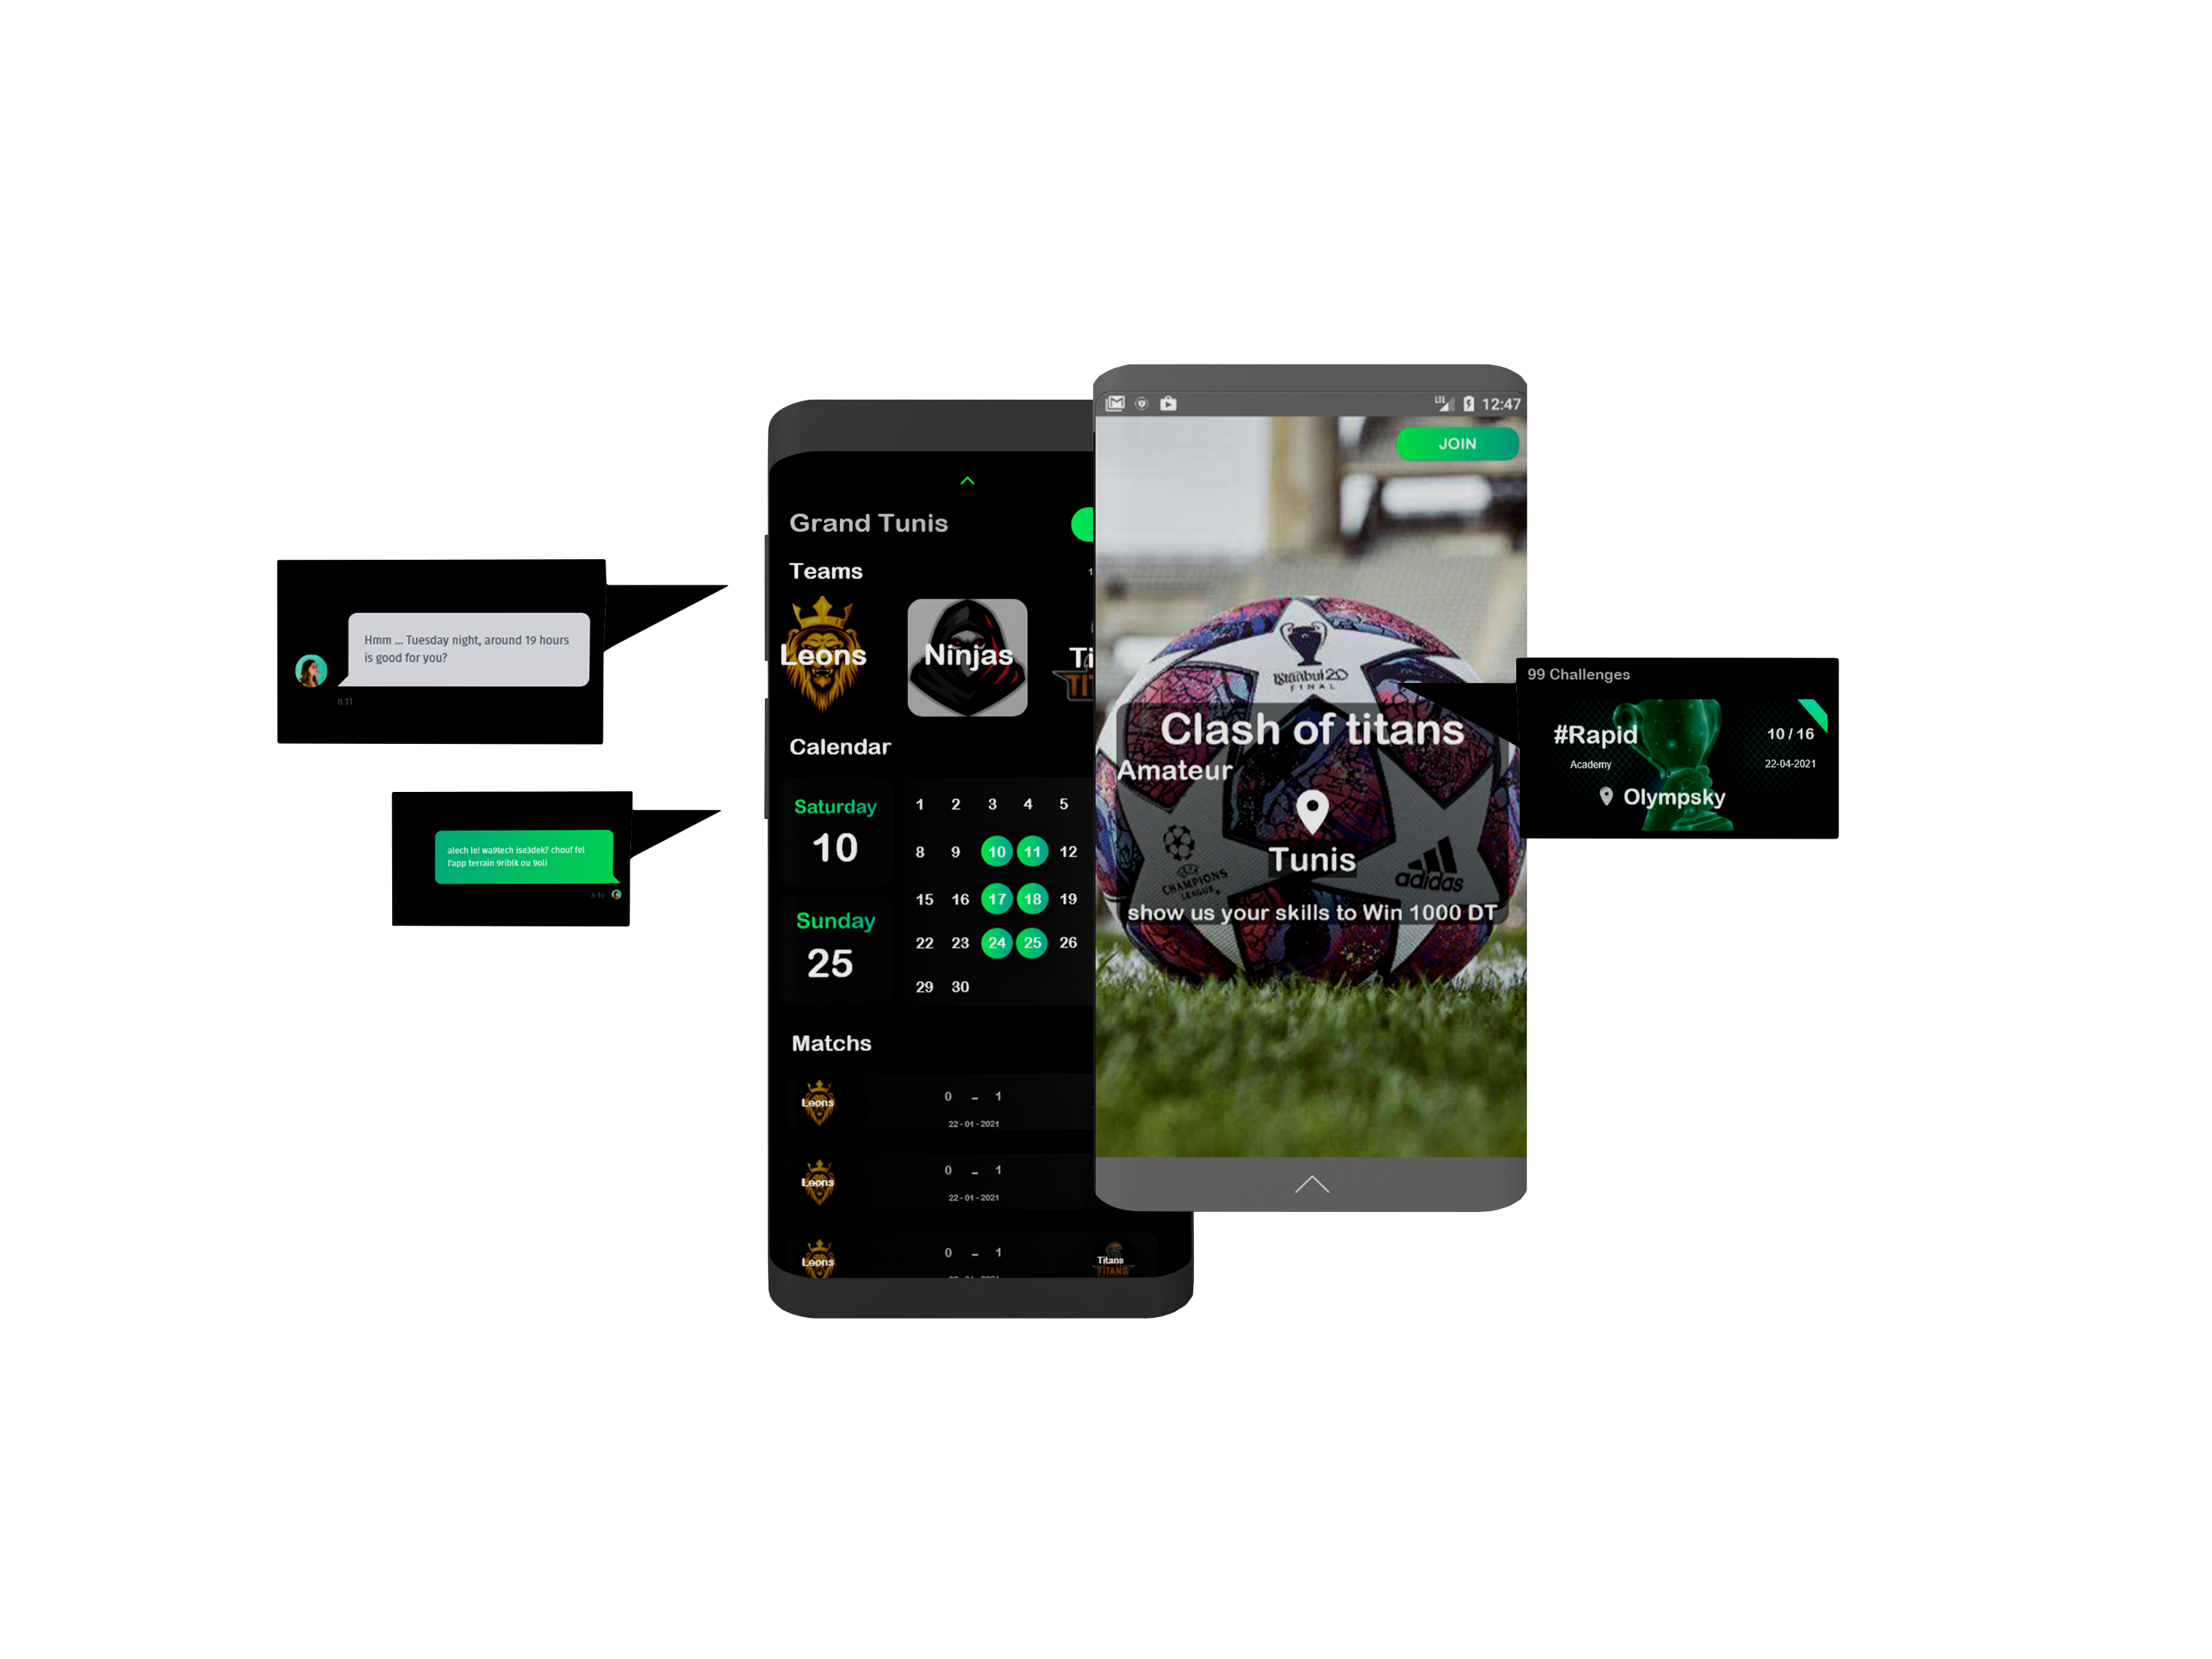 Hmm ... Tuesday night, around 19 hours
is good for you?
8:11
alech le! wa9tech ise3dek? chouf fel
l'app terrain 9riblk ou 9oli
8:10
Grand Tunis
Teams
Leons
Ninjas
Calendar
Saturday
10
Sunday
25
1 2 3 4 5
8 9 10 11 12
15 16 17 18 19
22 23 24 25 26
29 30
Matchs
Leons
0 - 1
22-01-2021
Leons
0 - 1
22-01-2021
Leons
0 - 1
Titans
TITANS
LTE 12:47
JOIN
istanbul20
FINAL
Clash of titans
Amateur
Tunis
CHAMPIONS
LEAGUE
adidas
show us your skills to Win 1000 DT
99 Challenges
#Rapid
10 / 16
Academy
22-04-2021
Olympsky